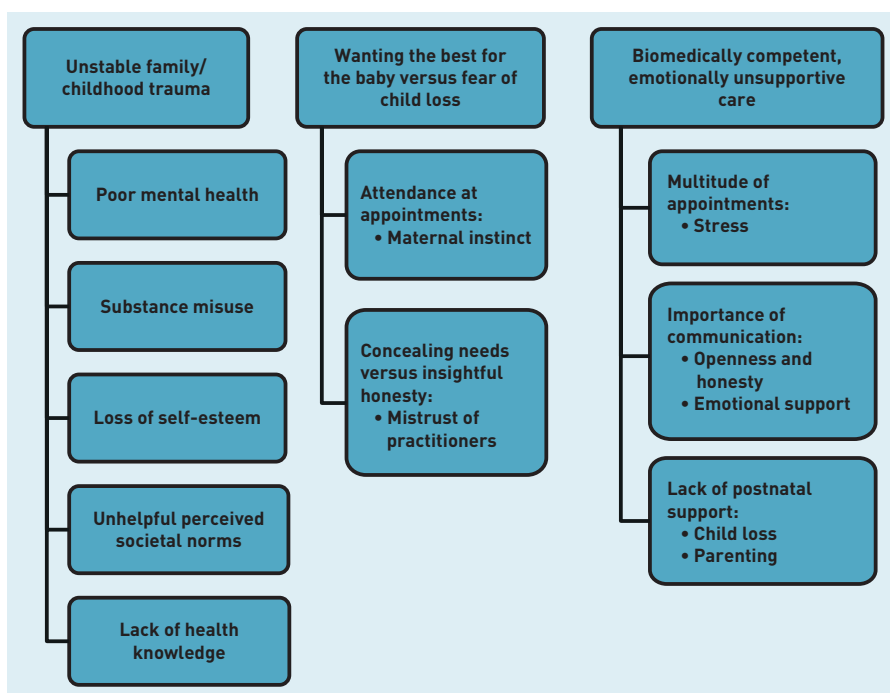 Unstable family/
childhood trauma
Poor mental health
Substance misuse
Loss of self-esteem
Unhelpful perceived
societal norms
Lack of health
knowledge
Wanting the best for
the baby versus fear of
child loss
Attendance at
appointments:
• Maternal instinct
Concealing needs
versus insightful
honesty:
• Mistrust of
practitioners
Biomedically competent,
emotionally unsupportive
care
Multitude of
appointments:
• Stress
Importance of
communication:
• Openness and
honesty
• Emotional support
Lack of postnatal
support:
• Child loss
• Parenting